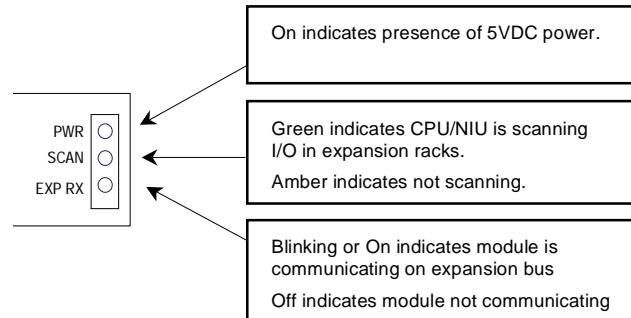 On indicates presence of 5VDC power.
PWR
SCAN
EXP RX
Green indicates CPU/NIU is scanning
I/O in expansion racks.
Amber indicates not scanning.
Blinking or On indicates module is
communicating on expansion bus
Off indicates module not communicating